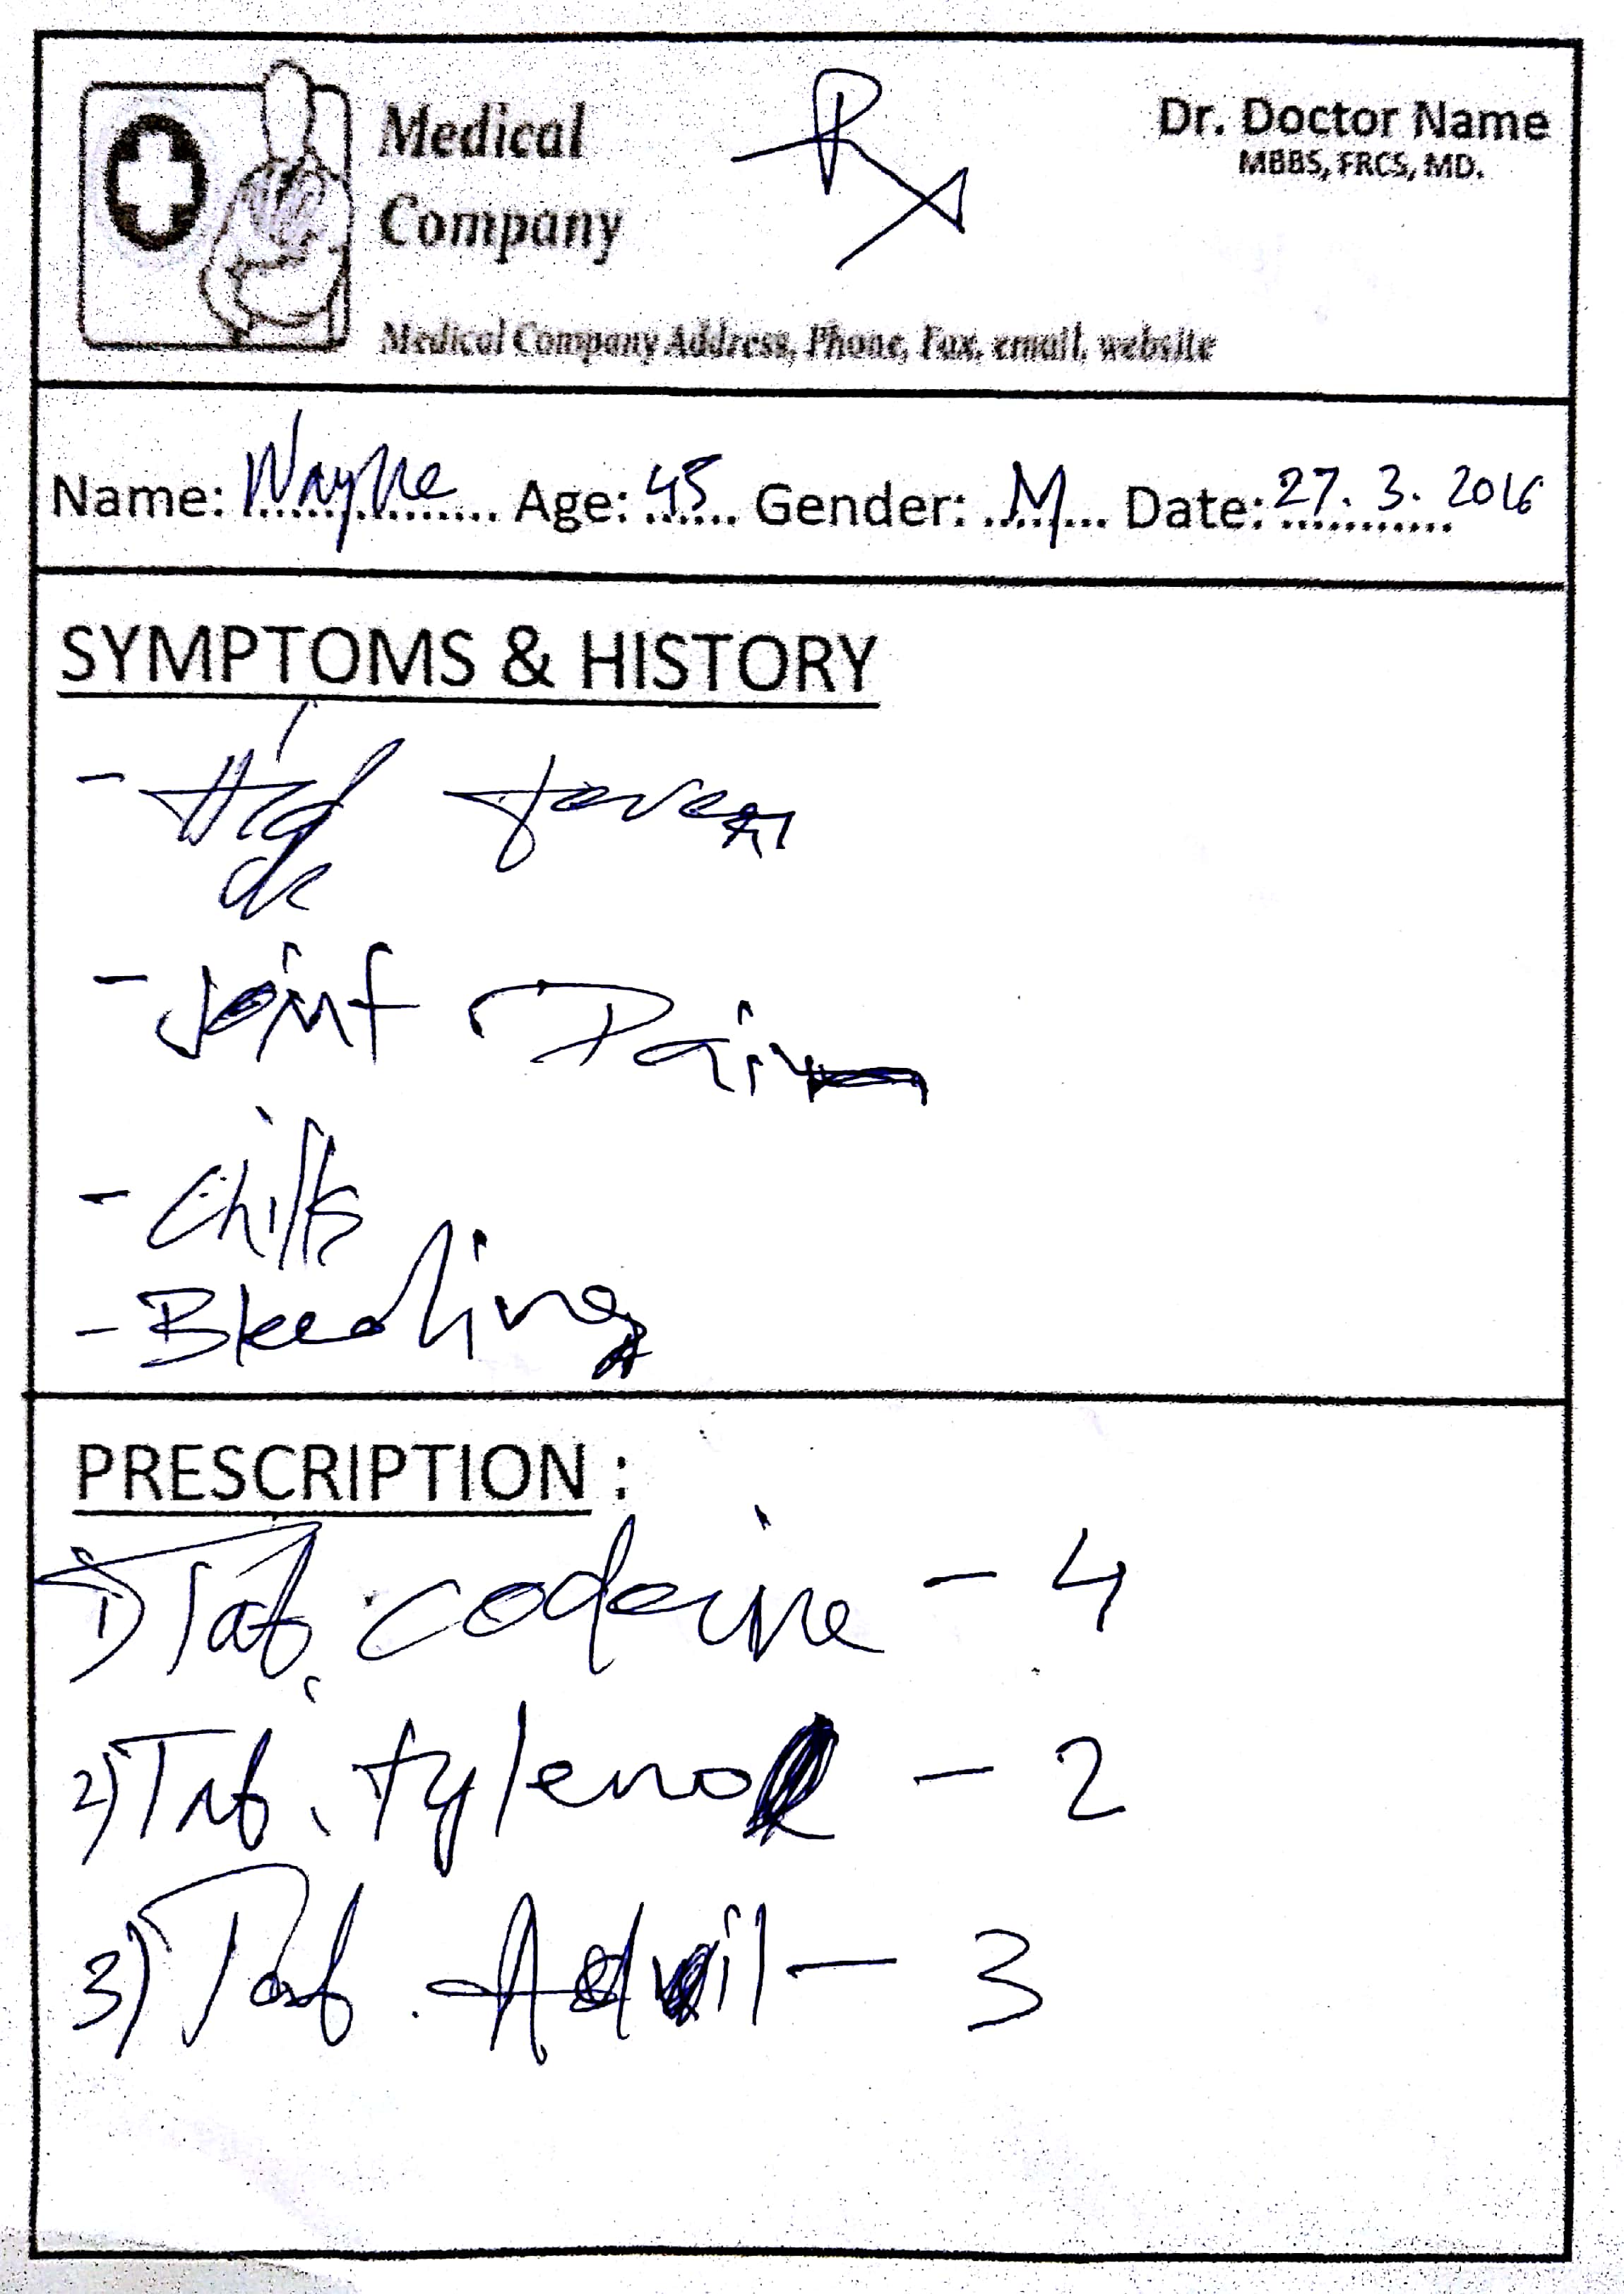 Medical
Company
Rx
Dr. Doctor Name
MBBS, FRCS, MD.
Medical Company Address, Phone, Fax, email, website
Name: Wayne Age: 45 Gender: M Date: 27. 3. 2016
SYMPTOMS & HISTORY
- fever
- Joint Pain
- Chills
- Bleeding
PRESCRIPTION :
1) Tab. codeine - 4
2) Tab. tylenol - 2
3) Tab. Advil - 3